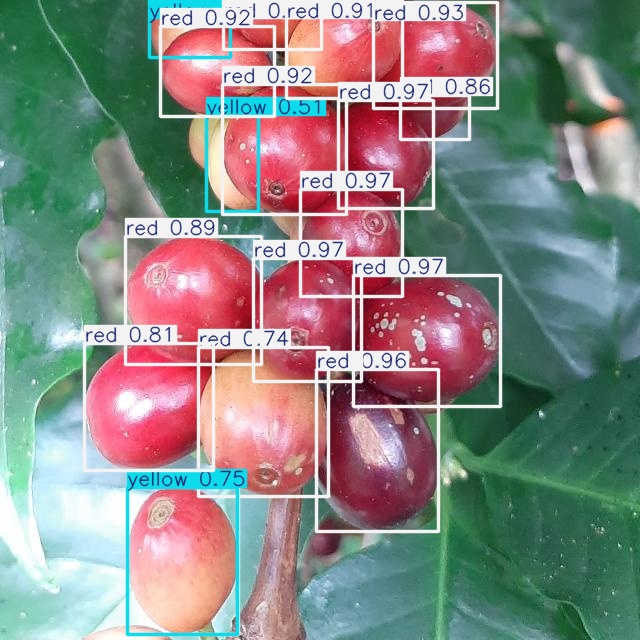 red 0.92
red 0.91
red 0.93
red 0.92
red 0.97
0.86
yellow 0.51
red 0.97
red 0.89
red 0.97
red 0.97
red 0.81
red 0.74
red 0.96
yellow 0.75